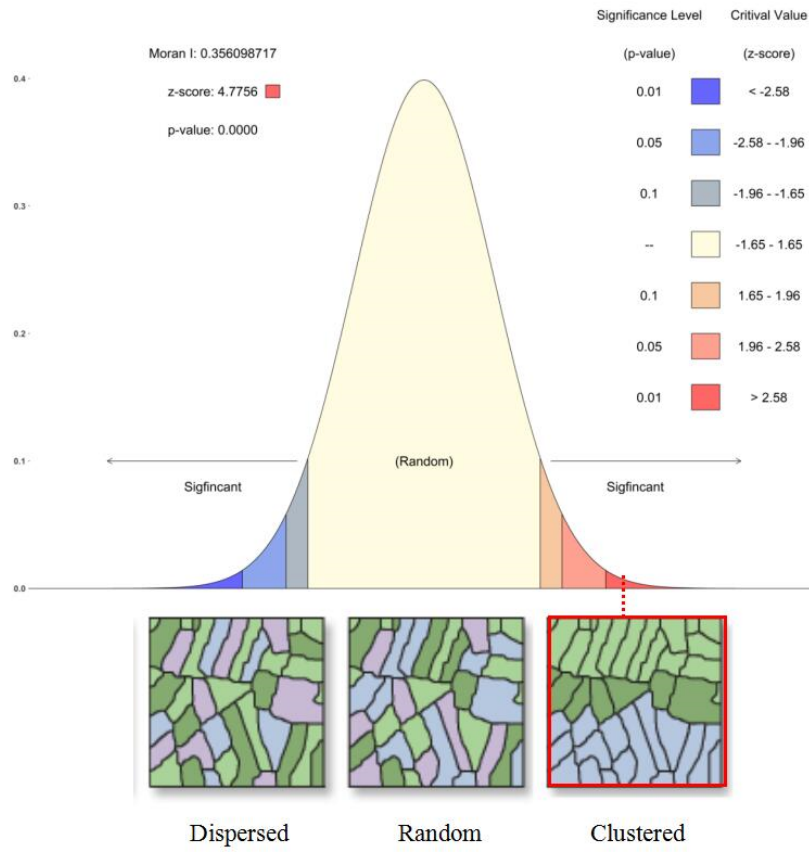 Significance Level Critival Value
(p-value) (z-score)
Moran I: 0.356098717
z-score: 4.7756
p-value: 0.0000
0.01 < -2.58
0.05 -2.58 - -1.96
0.1 -1.96 - -1.65
-- -1.65 - 1.65
0.1 1.65 - 1.96
0.05 1.96 - 2.58
0.01 > 2.58
0.4
0.3
0.2
0.1
0.0
(Random)
Sigfincant Sigfincant
Dispersed Random Clustered